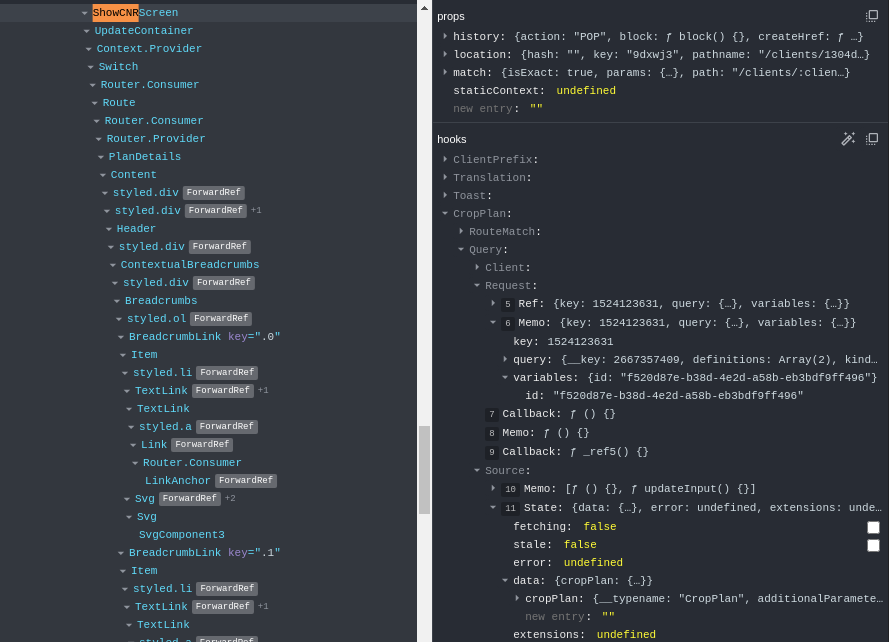 ShowCNRScreen
UpdateContainer
Context.Provider
Switch
Router.Consumer
Route
Router.Consumer
Router.Provider
PlanDetails
Content
styled.div ForwardRef
styled.div ForwardRef +1
Header
styled.div ForwardRef
ContextualBreadcrumbs
styled.div ForwardRef
Breadcrumbs
styled.ol ForwardRef
BreadcrumbLink key=".0"
Item
styled.li ForwardRef
TextLink ForwardRef +1
TextLink
styled.a ForwardRef
Link ForwardRef
Router.Consumer
LinkAnchor ForwardRef
Svg ForwardRef +2
Svg
SvgComponent3
BreadcrumbLink key=".1"
Item
styled.li ForwardRef
TextLink ForwardRef +1
TextLink
styled.a ForwardRef
props
history: {action: "POP", block: ƒ block() {}, createHref: ƒ …}
location: {hash: "", key: "9dxwj3", pathname: "/clients/1304d…
match: {isExact: true, params: {…}, path: "/clients/:clien…}
staticContext: undefined
new entry: ""
hooks
ClientPrefix:
Translation:
Toast:
CropPlan:
RouteMatch:
Query:
Client:
Request:
5 Ref: {key: 1524123631, query: {…}, variables: {…}}
6 Memo: {key: 1524123631, query: {…}, variables: {…}}
key: 1524123631
query: {__key: 2667357409, definitions: Array(2), kind…
variables: {id: "f520d87e-b38d-4e2d-a58b-eb3bdf9ff496"}
id: "f520d87e-b38d-4e2d-a58b-eb3bdf9ff496"
7 Callback: ƒ () {}
8 Memo: ƒ () {}
9 Callback: ƒ _ref5() {}
Source:
10 Memo: [ƒ () {}, ƒ updateInput() {}]
11 State: {data: {…}, error: undefined, extensions: unde…
fetching: false
stale: false
error: undefined
data: {cropPlan: {…}}
cropPlan: {__typename: "CropPlan", additionalParamete…
new entry: ""
extensions: undefined